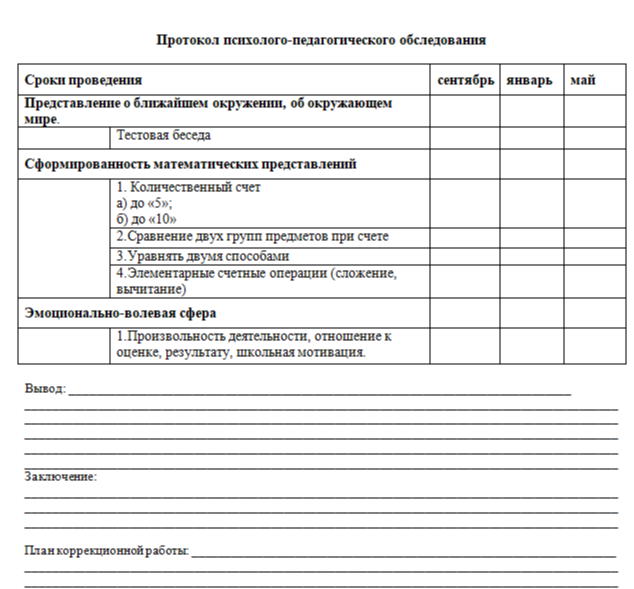 Протокол психолого-педагогического обследования
Сроки проведения сентябрь январь май
Представление о ближайшем окружении, об окружающем
мире.
Тестовая беседа
Сформированность математических представлений
1. Количественный счет
а) до «5»;
б) до «10»
2.Сравнение двух групп предметов при счете
3.Уравнять двумя способами
4.Элементарные счетные операции (сложение,
вычитание)
Эмоционально-волевая сфера
1.Произвольность деятельности, отношение к
оценке, результату, школьная мотивация.
Вывод:
Заключение:
План коррекционной работы: